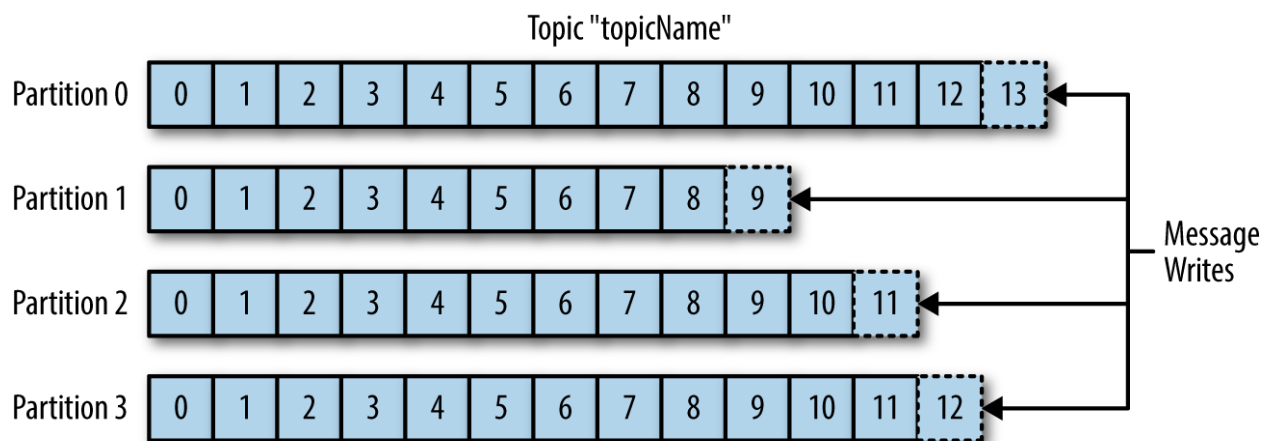 Topic "topicName"
Partition 0 0 1 2 3 4 5 6 7 8 9 10 11 12 13
Partition 1 0 1 2 3 4 5 6 7 8 9
Message
Writes
Partition 2 0 1 2 3 4 5 6 7 8 9 10 11
Partition 3 0 1 2 3 4 5 6 7 8 9 10 11 12